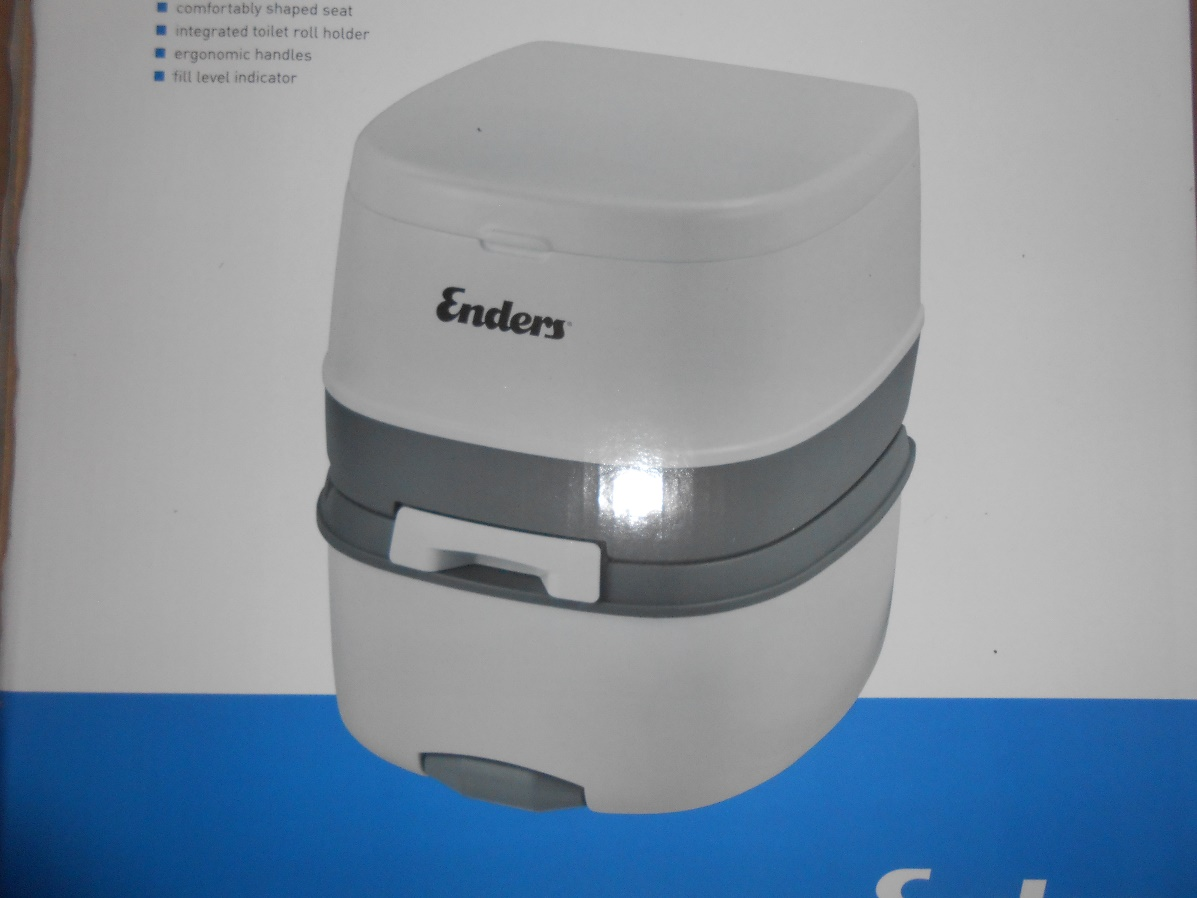 comfortably shaped seat
integrated toilet roll holder
ergonomic handles
fill level indicator
Enders